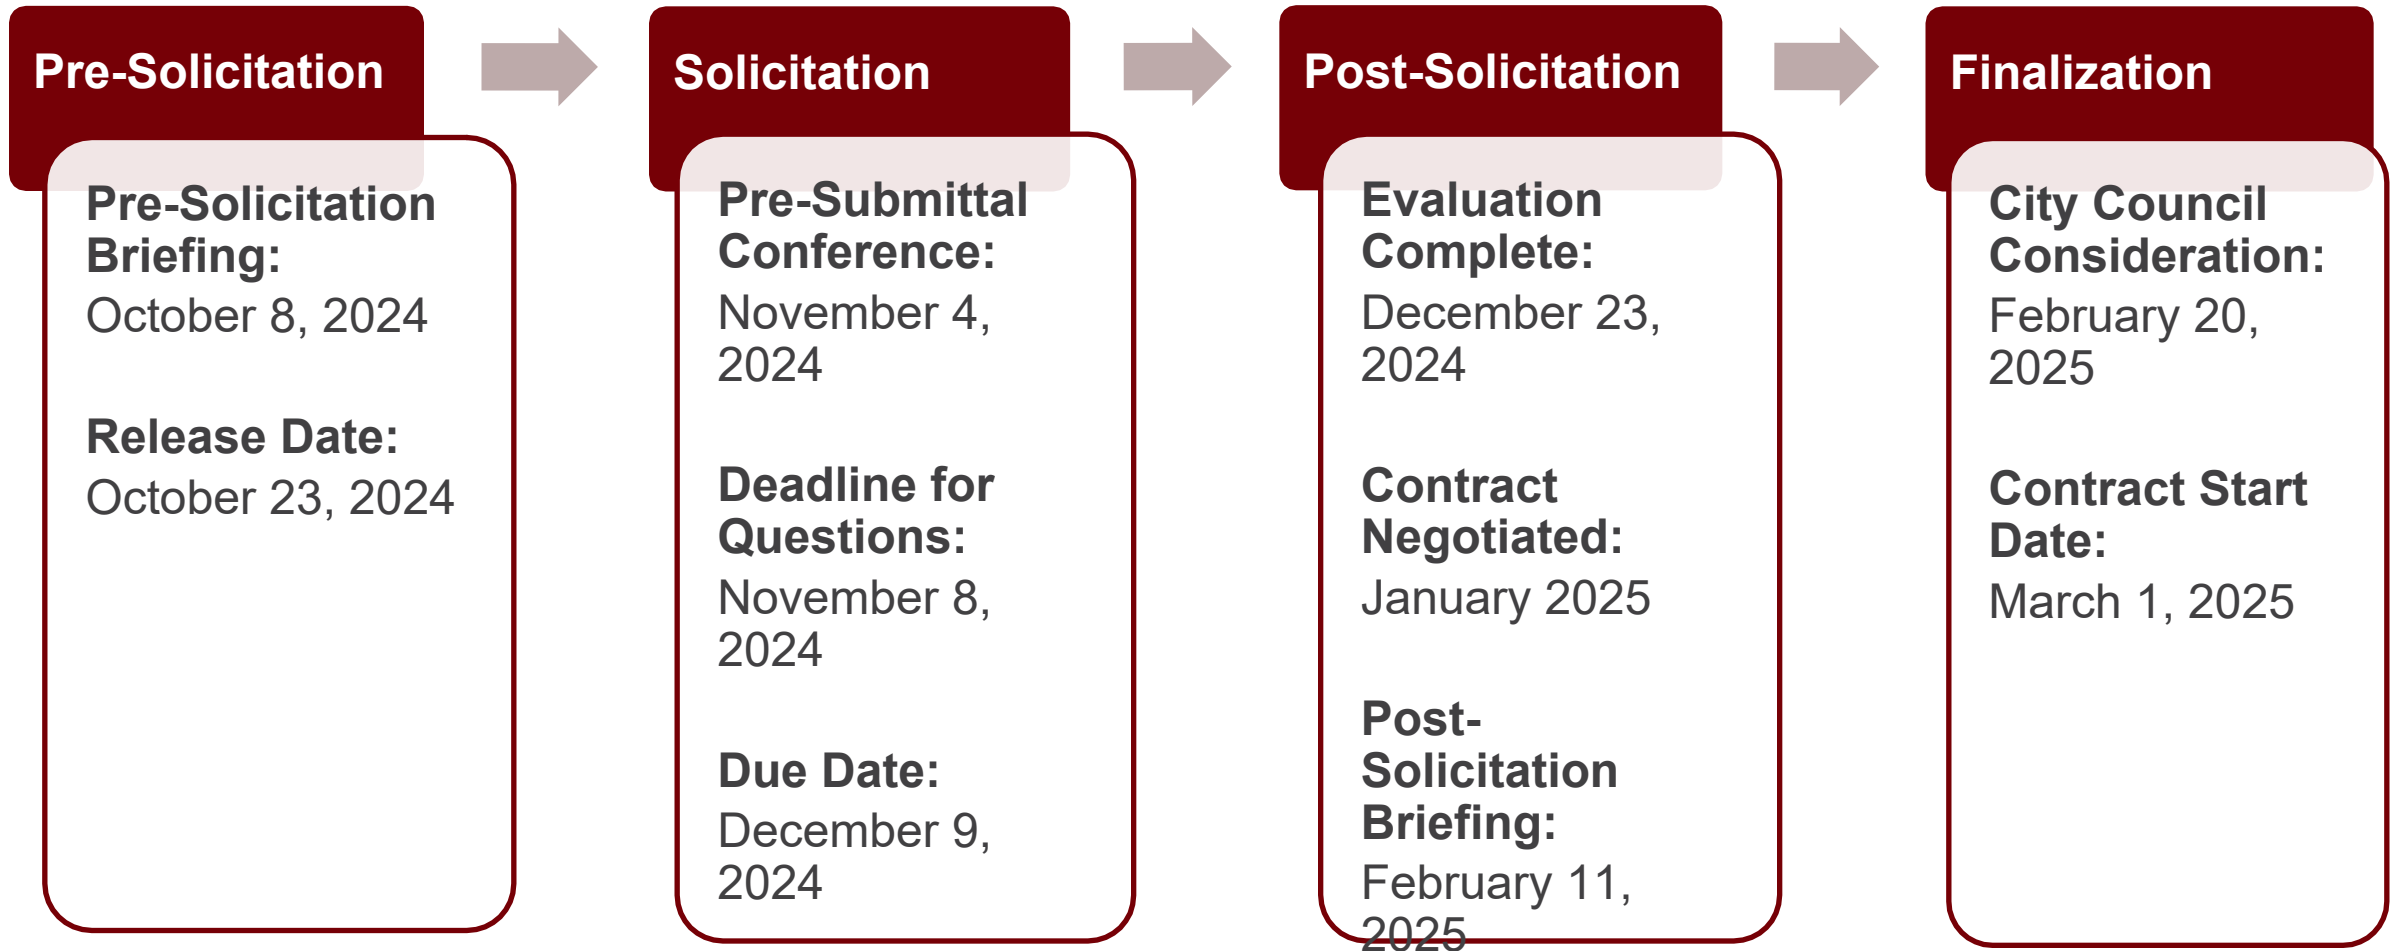 Pre-Solicitation
Pre-Solicitation
Briefing:
October 8, 2024
Release Date:
October 23, 2024
Solicitation
Pre-Submittal
Conference:
November 4,
2024
Deadline for
Questions:
November 8,
2024
Due Date:
December 9,
2024
Post-Solicitation
Evaluation
Complete:
December 23,
2024
Contract
Negotiated:
January 2025
Post-
Solicitation
Briefing:
February 11,
2025
Finalization
City Council
Consideration:
February 20,
2025
Contract Start
Date:
March 1, 2025